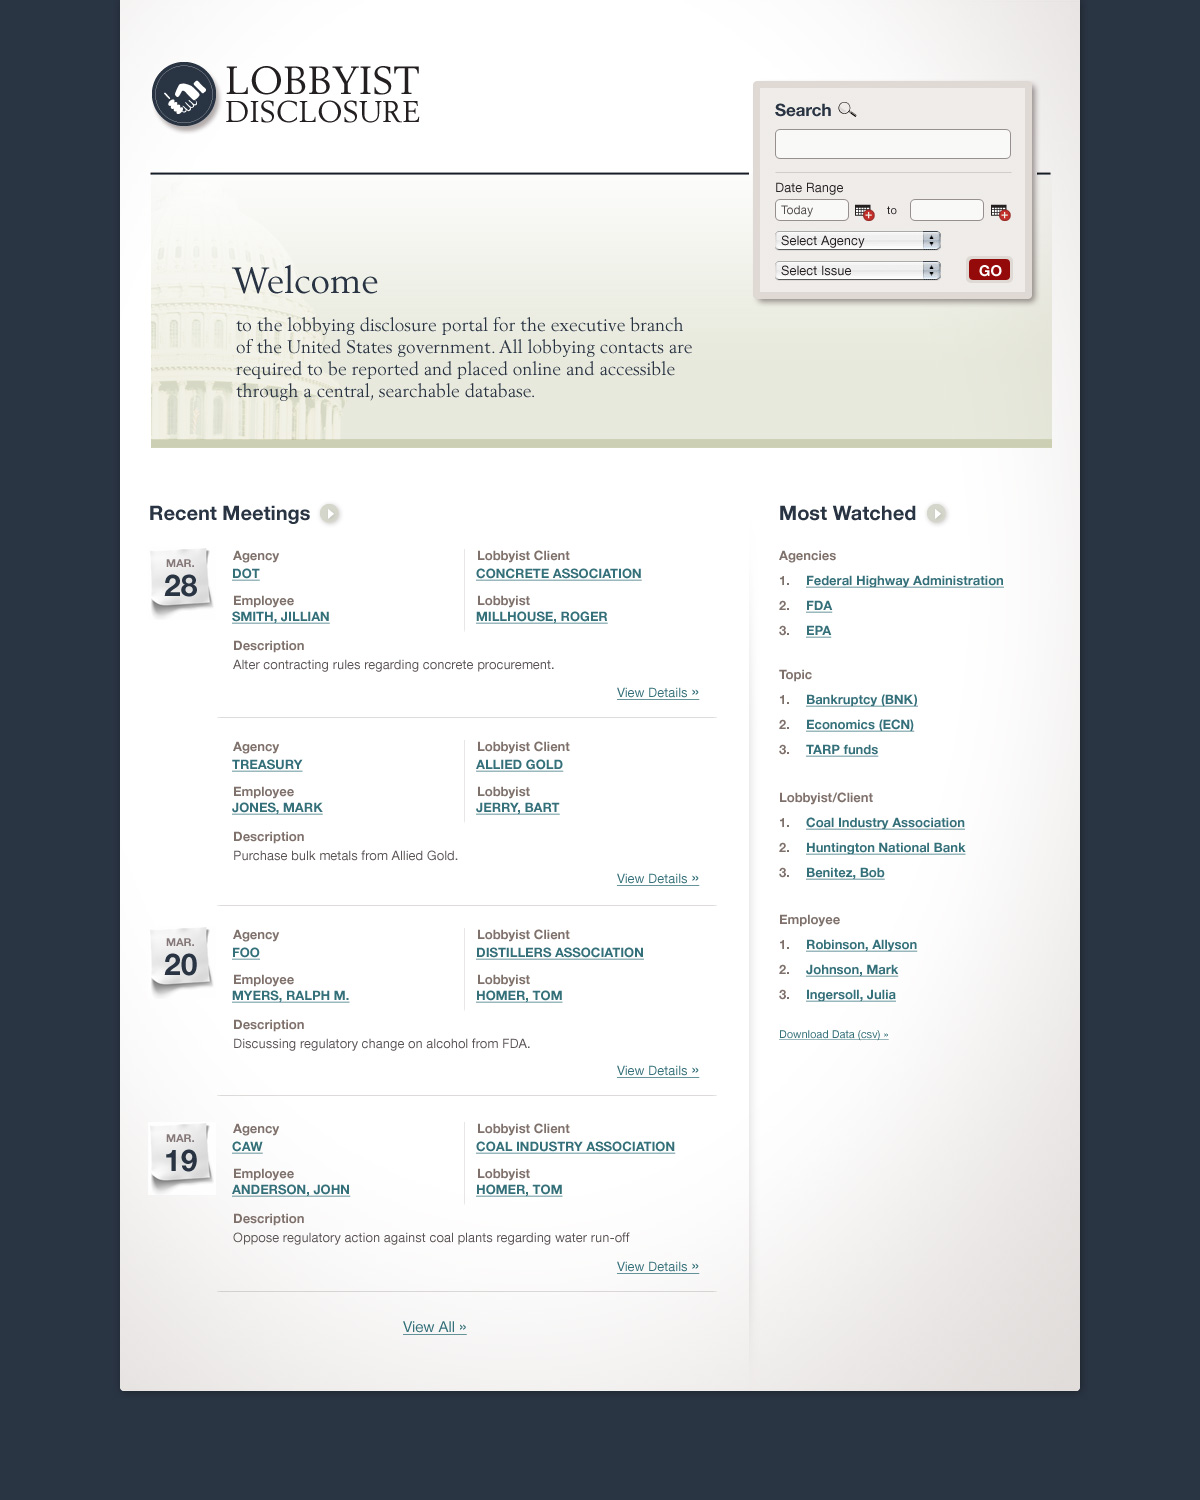 LOBBYIST
DISCLOSURE
Search
Date Range
Today
to
Select Agency
Select Issue
GO
Welcome
to the lobbying disclosure portal for the executive branch
of the United States government. All lobbying contacts are
required to be reported and placed online and accessible
through a central, searchable database.
Recent Meetings
MAR.
28
Agency
DOT
Lobbyist Client
CONCRETE ASSOCIATION
Employee
SMITH, JILLIAN
Lobbyist
MILLHOUSE, ROGER
Description
Alter contracting rules regarding concrete procurement.
View Details »
Agency
TREASURY
Lobbyist Client
ALLIED GOLD
Employee
JONES, MARK
Lobbyist
JERRY, BART
Description
Purchase bulk metals from Allied Gold.
View Details »
MAR.
20
Agency
FOO
Lobbyist Client
DISTILLERS ASSOCIATION
Employee
MYERS, RALPH M.
Lobbyist
HOMER, TOM
Description
Discussing regulatory change on alcohol from FDA.
View Details »
MAR.
19
Agency
CAW
Lobbyist Client
COAL INDUSTRY ASSOCIATION
Employee
ANDERSON, JOHN
Lobbyist
HOMER, TOM
Description
Oppose regulatory action against coal plants regarding water run-off
View Details »
View All »
Most Watched
Agencies
1. Federal Highway Administration
2. FDA
3. EPA
Topic
1. Bankruptcy (BNK)
2. Economics (ECN)
3. TARP funds
Lobbyist/Client
1. Coal Industry Association
2. Huntington National Bank
3. Benitez, Bob
Employee
1. Robinson, Allyson
2. Johnson, Mark
3. Ingersoll, Julia
Download Data (csv) »